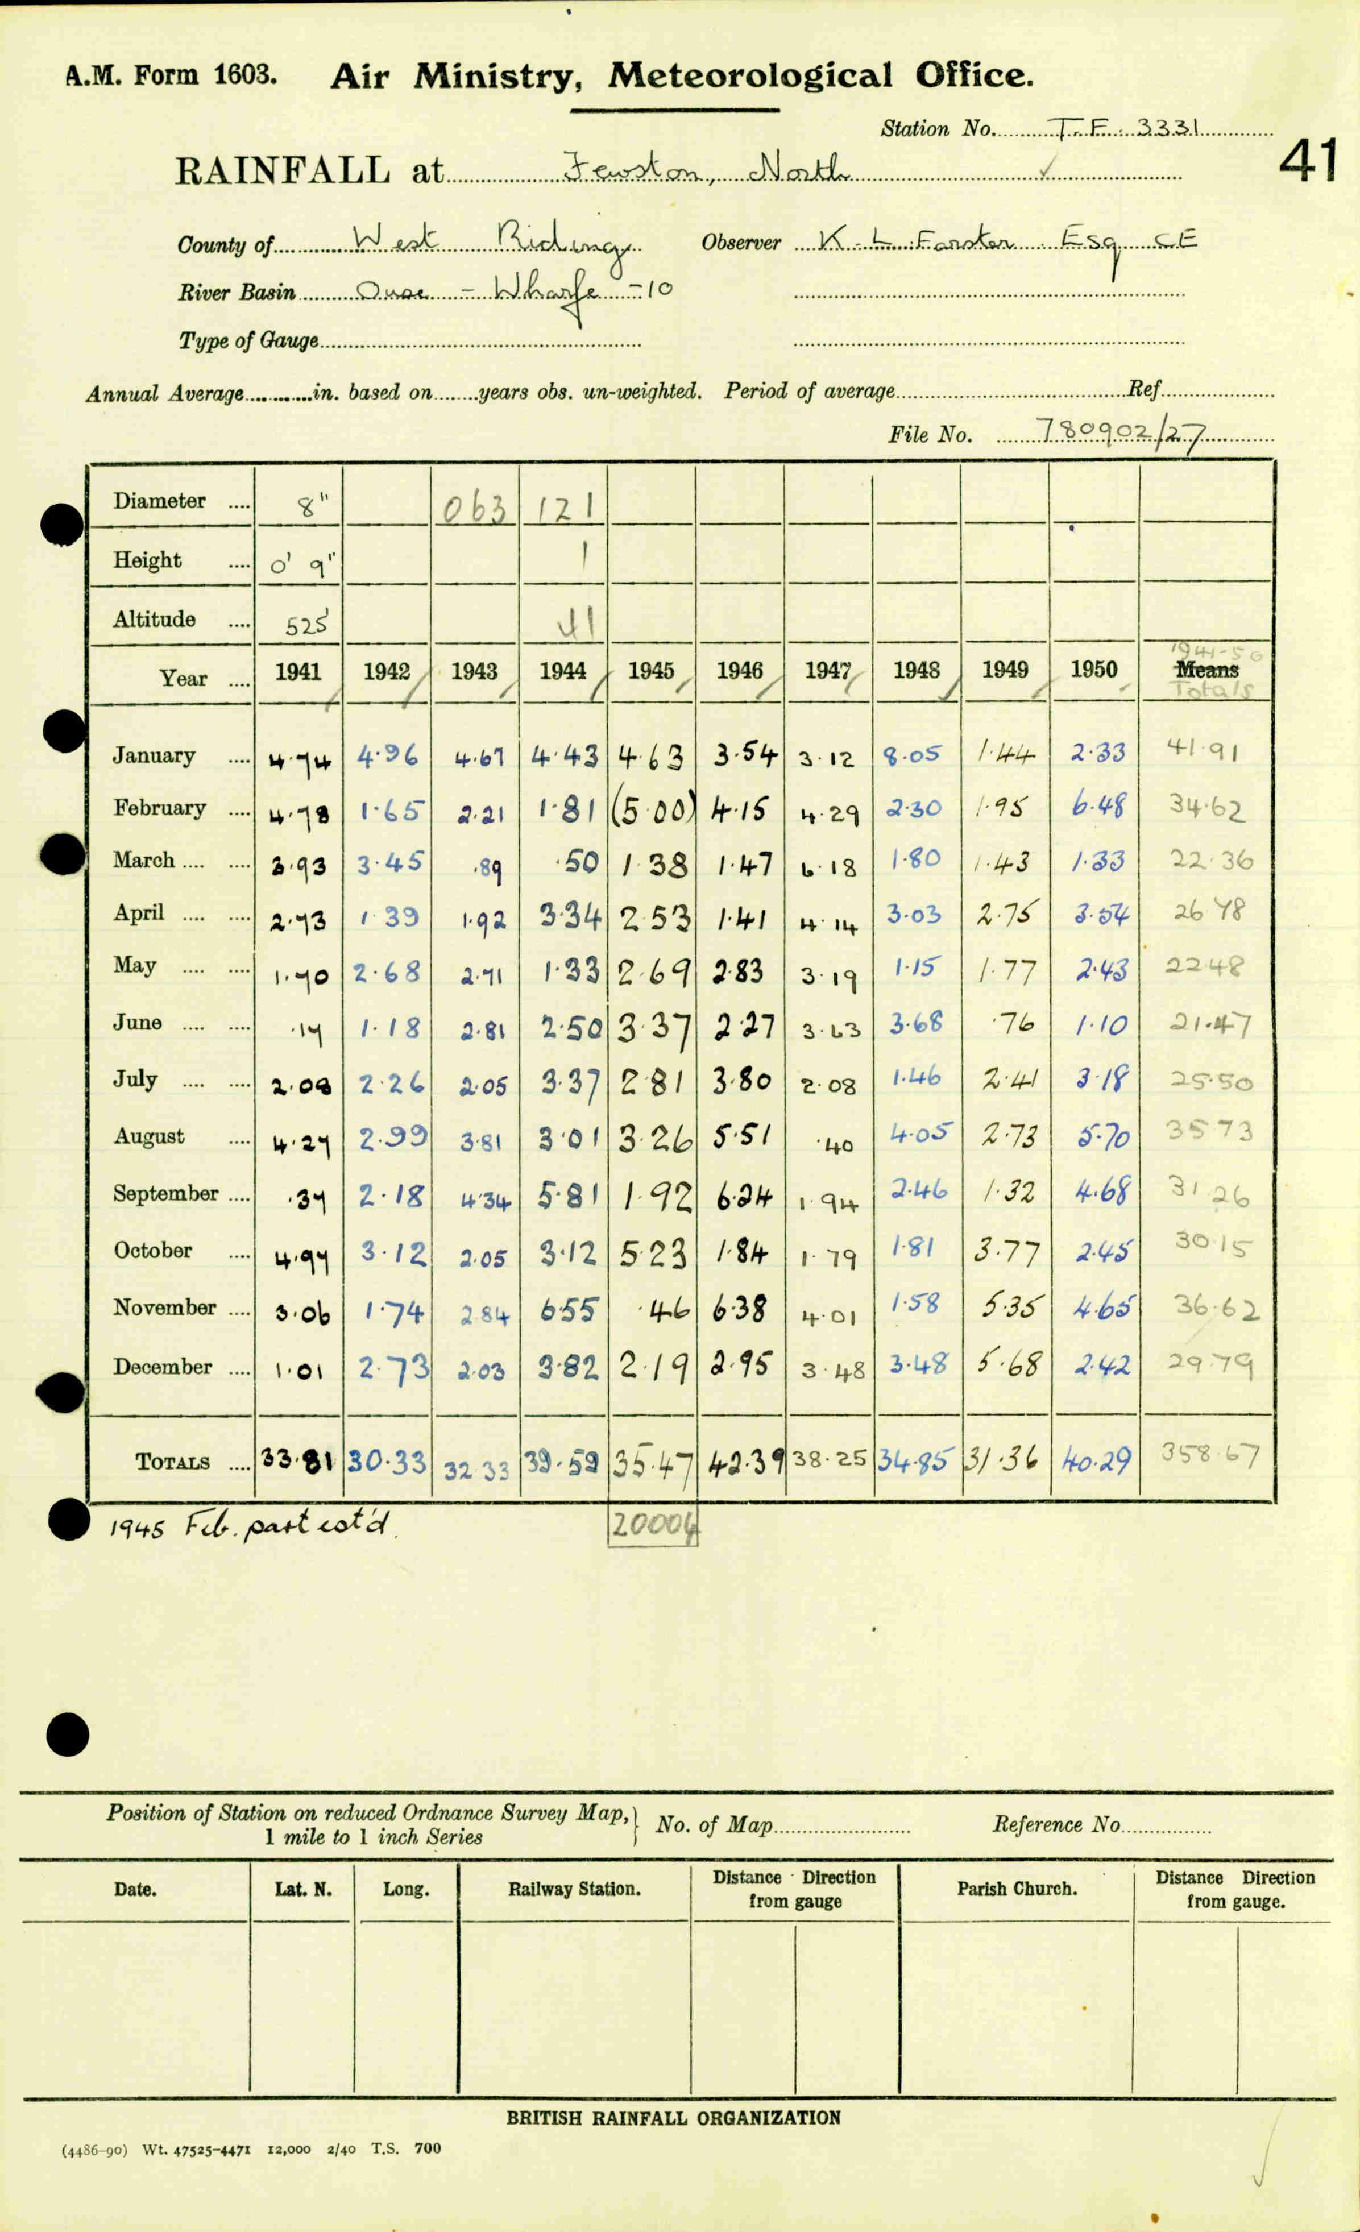 A.M. Form 1603. Air Ministry, Meteorological Office.
Station No. T.F. 3331
41
RAINFALL at Fewston, North ✓
County of West Riding Observer K. L. Forster Esq CE
River Basin Ouse - Wharfe - 10
Type of Gauge
Annual Average in. based on years obs. un-weighted. Period of average Ref
File No. 780902/27
Diameter .... 8" 063 121
Height .... 0' 9" 1
Altitude .... 525' 41
1941-50
Year .... 1941 1942 1943 1944 1945 1946 1947 1948 1949 1950 Means
Totals
January .... 4.74 4.96 4.67 4.43 4.63 3.54 3.12 8.05 1.44 2.33 41.91
February .... 4.78 1.65 2.21 1.81 (5.00) 4.15 4.29 2.30 1.95 6.48 34.62
March .... .... 3.93 3.45 .89 .50 1.38 1.47 6.18 1.80 1.43 1.33 22.36
April .... .... 2.73 1.39 1.92 3.34 2.53 1.41 4.14 3.03 2.75 3.54 26.78
May .... .... 1.70 2.68 2.71 1.33 2.69 2.83 3.19 1.15 1.77 2.43 22.48
June .... .... .17 1.18 2.81 2.50 3.37 2.27 3.63 3.68 .76 1.10 21.47
July .... .... 2.08 2.26 2.05 3.37 2.81 3.80 2.08 1.46 2.41 3.18 25.50
August .... 4.27 2.99 3.81 3.01 3.26 5.51 .40 4.05 2.73 5.70 35.73
September .... .37 2.18 4.34 5.81 1.92 6.24 1.94 2.46 1.32 4.68 31.26
October .... 4.97 3.12 2.05 3.12 5.23 1.84 1.79 1.81 3.77 2.45 30.15
November .... 3.06 1.74 2.84 6.55 .46 6.38 4.01 1.58 5.35 4.65 36.62
December .... 1.01 2.73 2.03 3.82 2.19 2.95 3.48 3.48 5.68 2.42 29.79
TOTALS .... 33.81 30.33 32.33 39.59 35.47 42.39 38.25 34.85 31.36 40.29 358.67
1945 Feb. part est'd.
Position of Station on reduced Ordnance Survey Map,} No. of Map Reference No
1 mile to 1 inch Series
Date. Lat. N. Long. Railway Station. Distance Direction from gauge Parish Church. Distance Direction from gauge.
BRITISH RAINFALL ORGANIZATION
(4486-90) Wt. 47525-4471 12,000 2/40 T.S. 700